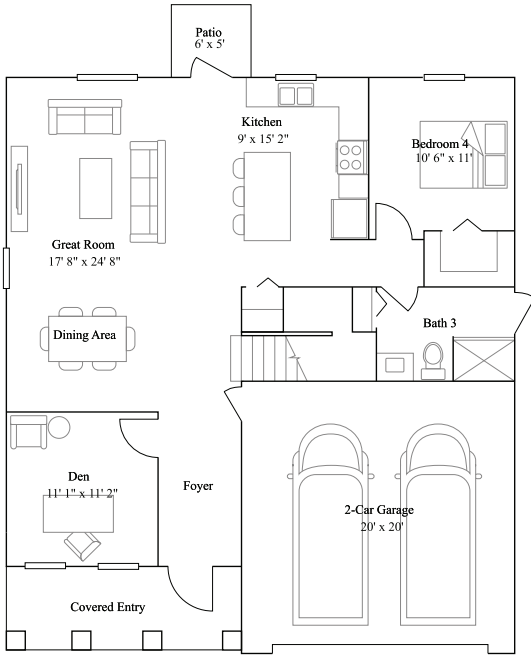 Patio
6' x 5'
Kitchen
9' x 15' 2"
Bedroom 4
10' 6" x 11'
Great Room
17' 8" x 24' 8"
Dining Area
Bath 3
Den
11' 1" x 11' 2"
Foyer
2-Car Garage
20' x 20'
Covered Entry